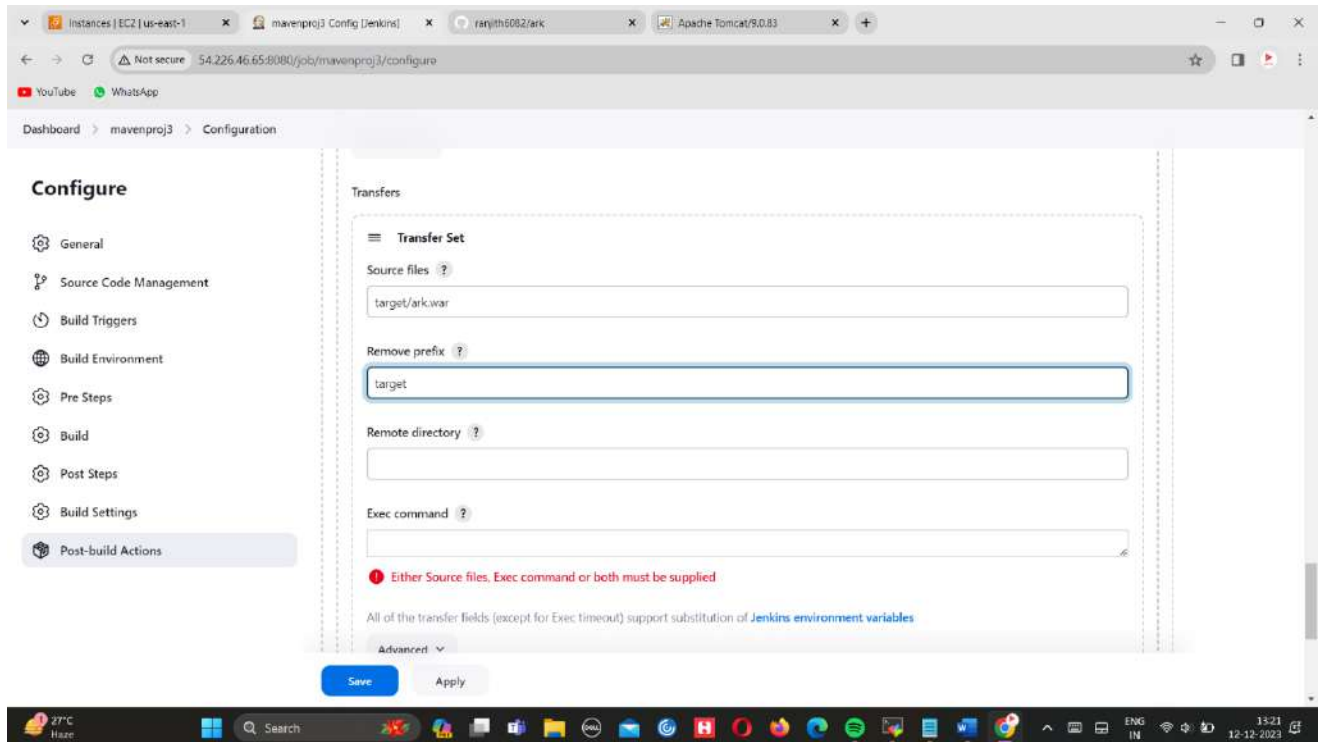 Instances | EC2 | us-east-1
mavenproj3 Config [Jenkins]
ranjith6082/ark
Apache Tomcat/9.0.83
Not secure 54.226.46.65:8080/job/mavenproj3/configure
YouTube WhatsApp
Dashboard > mavenproj3 > Configuration
Configure
General
Source Code Management
Build Triggers
Build Environment
Pre Steps
Build
Post Steps
Build Settings
Post-build Actions
Transfers
Transfer Set
Source files ?
target/ark.war
Remove prefix ?
target
Remote directory ?
Exec command ?
Either Source files, Exec command or both must be supplied
All of the transfer fields (except for Exec timeout) support substitution of Jenkins environment variables
Advanced
Save Apply
27°C
Haze
Search
DELL
ENG
IN
13:21
12-12-2023